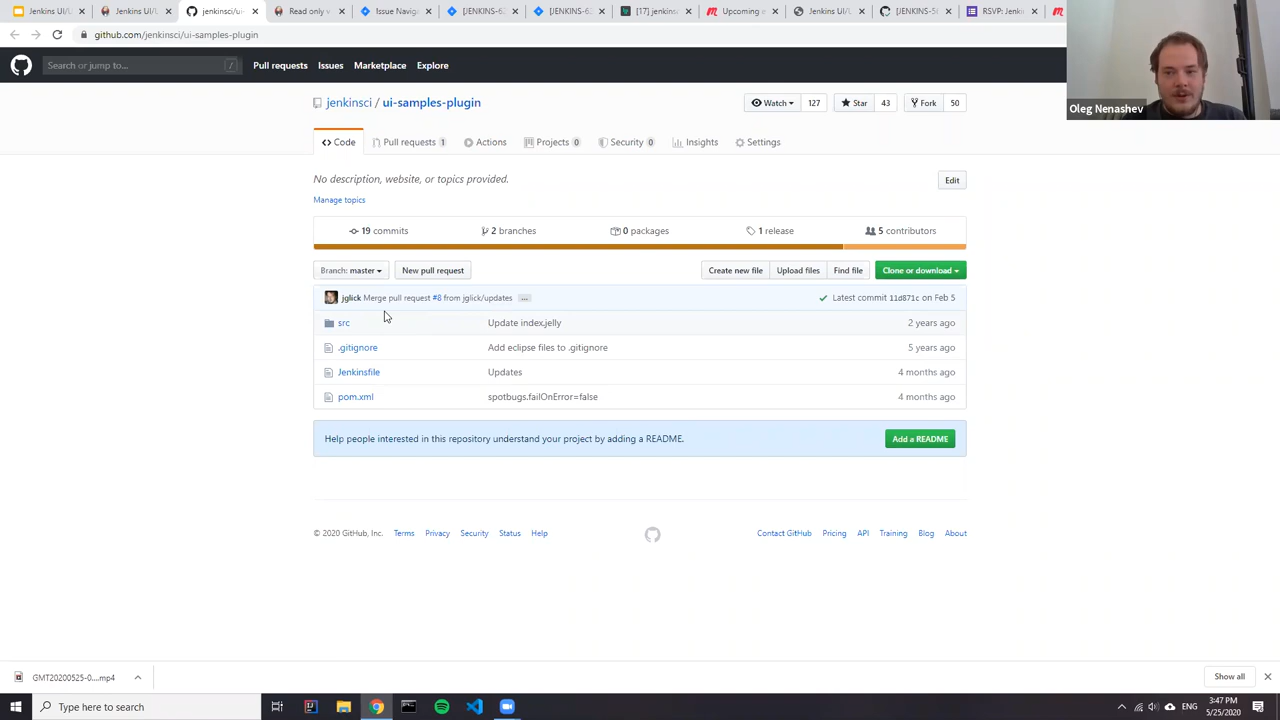 Jenkins UI/U
Jenkins UI/U
jenkinsci/ui-s
Read only v
Issue Navig
[JENKINS-62
[JENKINS-62
[17] jenkins
Upcoming e
Jenkins UI/U
[JENKINS-5
RSVP: Jenki
github.com/jenkinsci/ui-samples-plugin
Search or jump to... /
Pull requests Issues Marketplace Explore
Oleg Nenashev
jenkinsci / ui-samples-plugin
Watch 127 Star 43 Fork 50
Code Pull requests 1 Actions Projects 0 Security 0 Insights Settings
No description, website, or topics provided.
Edit
Manage topics
19 commits 2 branches 0 packages 1 release 5 contributors
Branch: master New pull request Create new file Upload files Find file Clone or download
jglick Merge pull request #8 from jglick/updates ... Latest commit 11d871c on Feb 5
src Update index.jelly 2 years ago
.gitignore Add eclipse files to .gitignore 5 years ago
Jenkinsfile Updates 4 months ago
pom.xml spotbugs.failOnError=false 4 months ago
Help people interested in this repository understand your project by adding a README. Add a README
© 2020 GitHub, Inc. Terms Privacy Security Status Help Contact GitHub Pricing API Training Blog About
GMT20200525-0....mp4 Show all
Type here to search
ENG 3:47 PM
5/25/2020